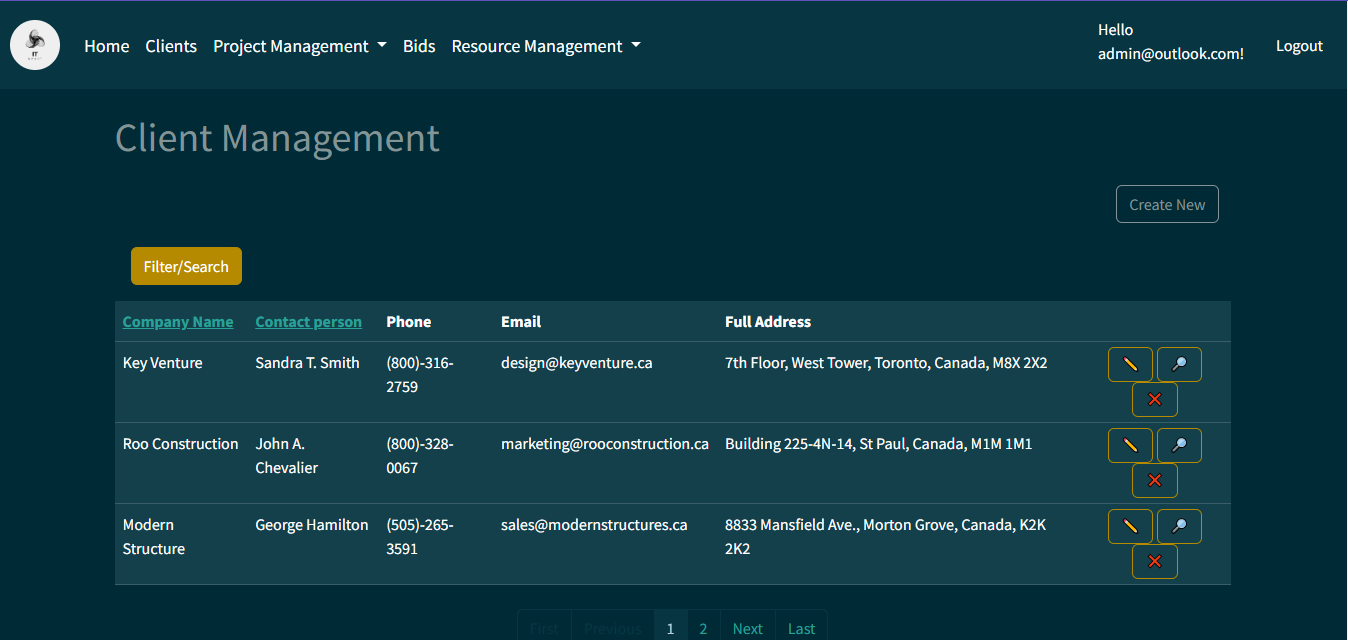 IT
Home Clients Project Management Bids Resource Management
Hello
admin@outlook.com!
Logout
Client Management
Create New
Filter/Search
Company Name Contact person Phone Email Full Address
Key Venture Sandra T. Smith (800)-316- design@keyventure.ca 7th Floor, West Tower, Toronto, Canada, M8X 2X2
2759
Roo Construction John A. (800)-328- marketing@rooconstruction.ca Building 225-4N-14, St Paul, Canada, M1M 1M1
Chevalier 0067
Modern George Hamilton (505)-265- sales@modernstructures.ca 8833 Mansfield Ave., Morton Grove, Canada, K2K
Structure 3591 2K2
First Previous 1 2 Next Last